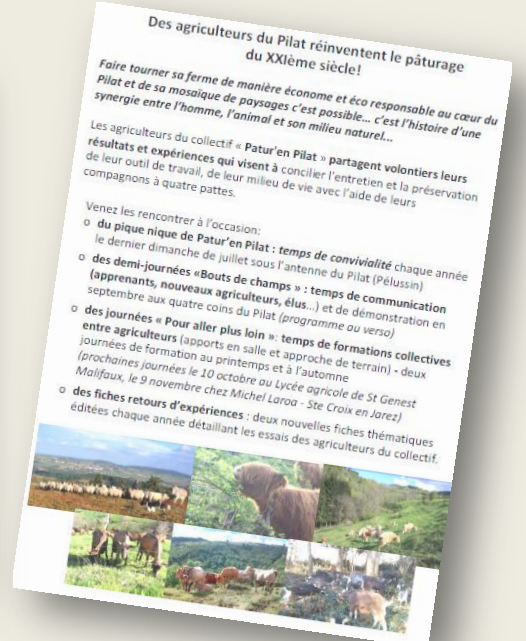 Des agriculteurs du Pilat réinventent le pâturage
du XXIème siècle!
Faire tourner sa ferme de manière économe et éco responsable au cœur du
Pilat et de sa mosaïque de paysages c'est possible... c'est l'histoire d'une
synergie entre l'homme, l'animal et son milieu naturel...
Les agriculteurs du collectif « Patur'en Pilat » partagent volontiers leurs
résultats et expériences qui visent à concilier l'entretien et la préservation
de leur outil de travail, de leur milieu de vie avec l'aide de leurs
compagnons à quatre pattes.
Venez les rencontrer à l'occasion:
o du pique nique de Patur'en Pilat : temps de convivialité chaque année
le dernier dimanche de juillet sous l'antenne du Pilat (Pélussin)
o des demi-journées «Bouts de champs » : temps de communication
(apprenants, nouveaux agriculteurs, élus...) et de démonstration en
septembre aux quatre coins du Pilat (programme au verso)
o des journées « Pour aller plus loin »: temps de formations collectives
entre agriculteurs (apports en salle et approche de terrain) - deux
journées de formation au printemps et à l'automne
(prochaines journées le 10 octobre au Lycée agricole de St Genest
Malifaux, le 9 novembre chez Michel Laroa - Ste Croix en Jarez)
o des fiches retours d'expériences : deux nouvelles fiches thématiques
éditées chaque année détaillant les essais des agriculteurs du collectif.